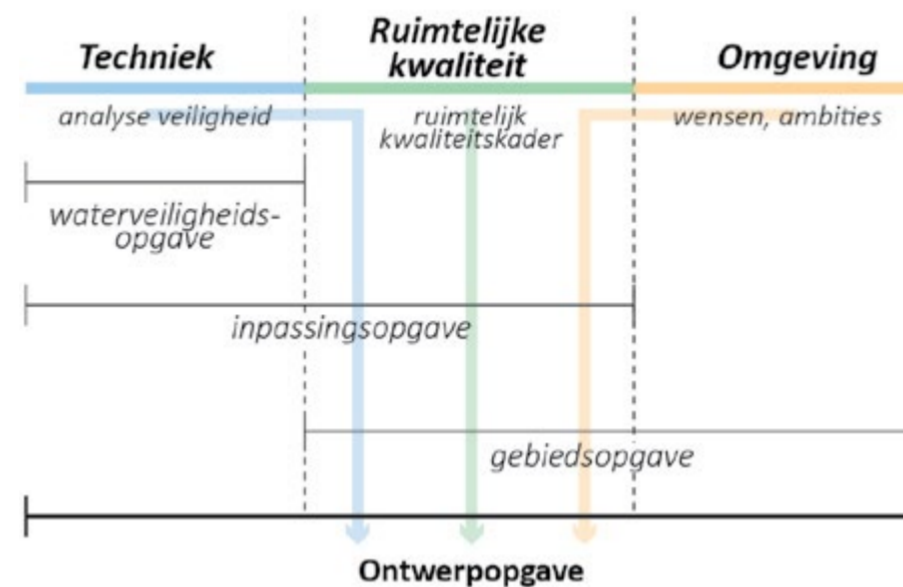 Techniek
Ruimtelijke
kwaliteit
Omgeving
analyse veiligheid
ruimtelijk
kwaliteitskader
wensen, ambities
waterveiligheids-
opgave
inpassingsopgave
gebiedsopgave
Ontwerpopgave